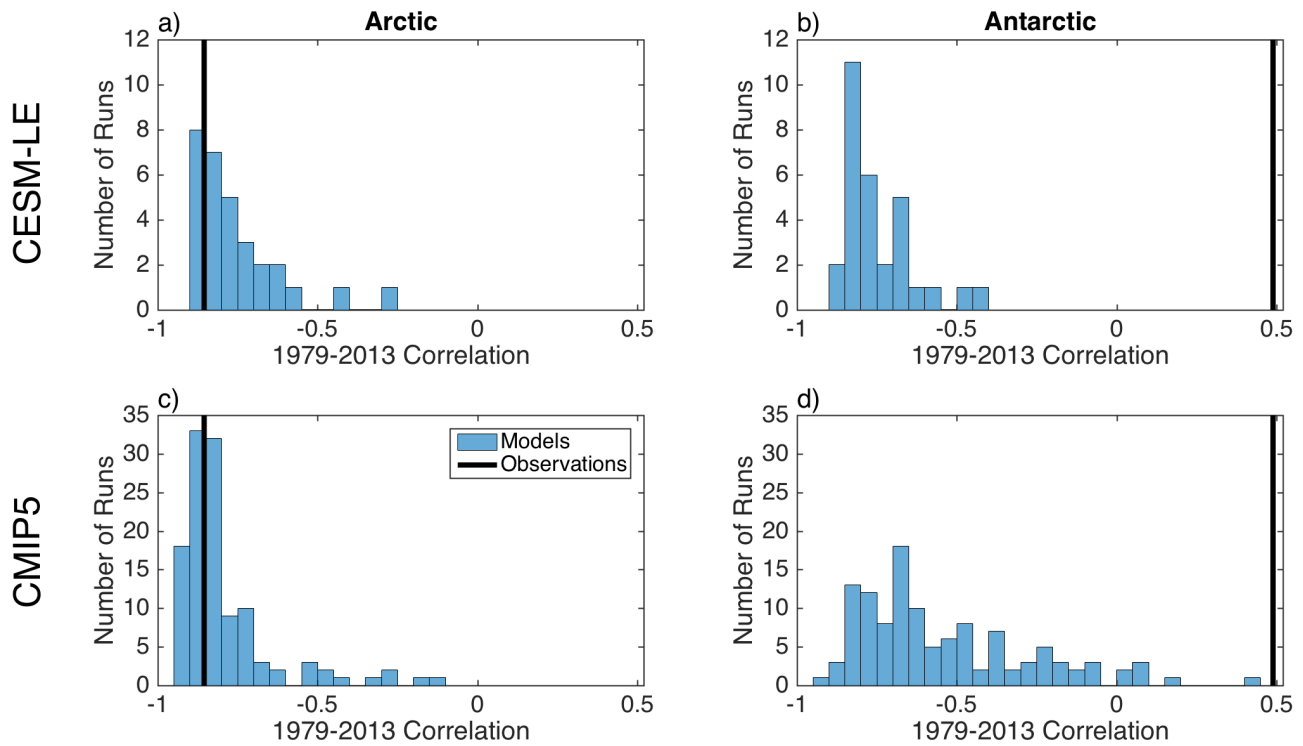 a)
Arctic
b)
Antarctic
CESM-LE
Number of Runs
12
10
8
6
4
2
0
-1
-0.5
0
0.5
1979-2013 Correlation
Number of Runs
12
10
8
6
4
2
0
-1
-0.5
0
0.5
1979-2013 Correlation
CMIP5
c)
Number of Runs
35
30
25
20
15
10
5
0
Models
Observations
-1
-0.5
0
0.5
1979-2013 Correlation
d)
Number of Runs
35
30
25
20
15
10
5
0
-1
-0.5
0
0.5
1979-2013 Correlation